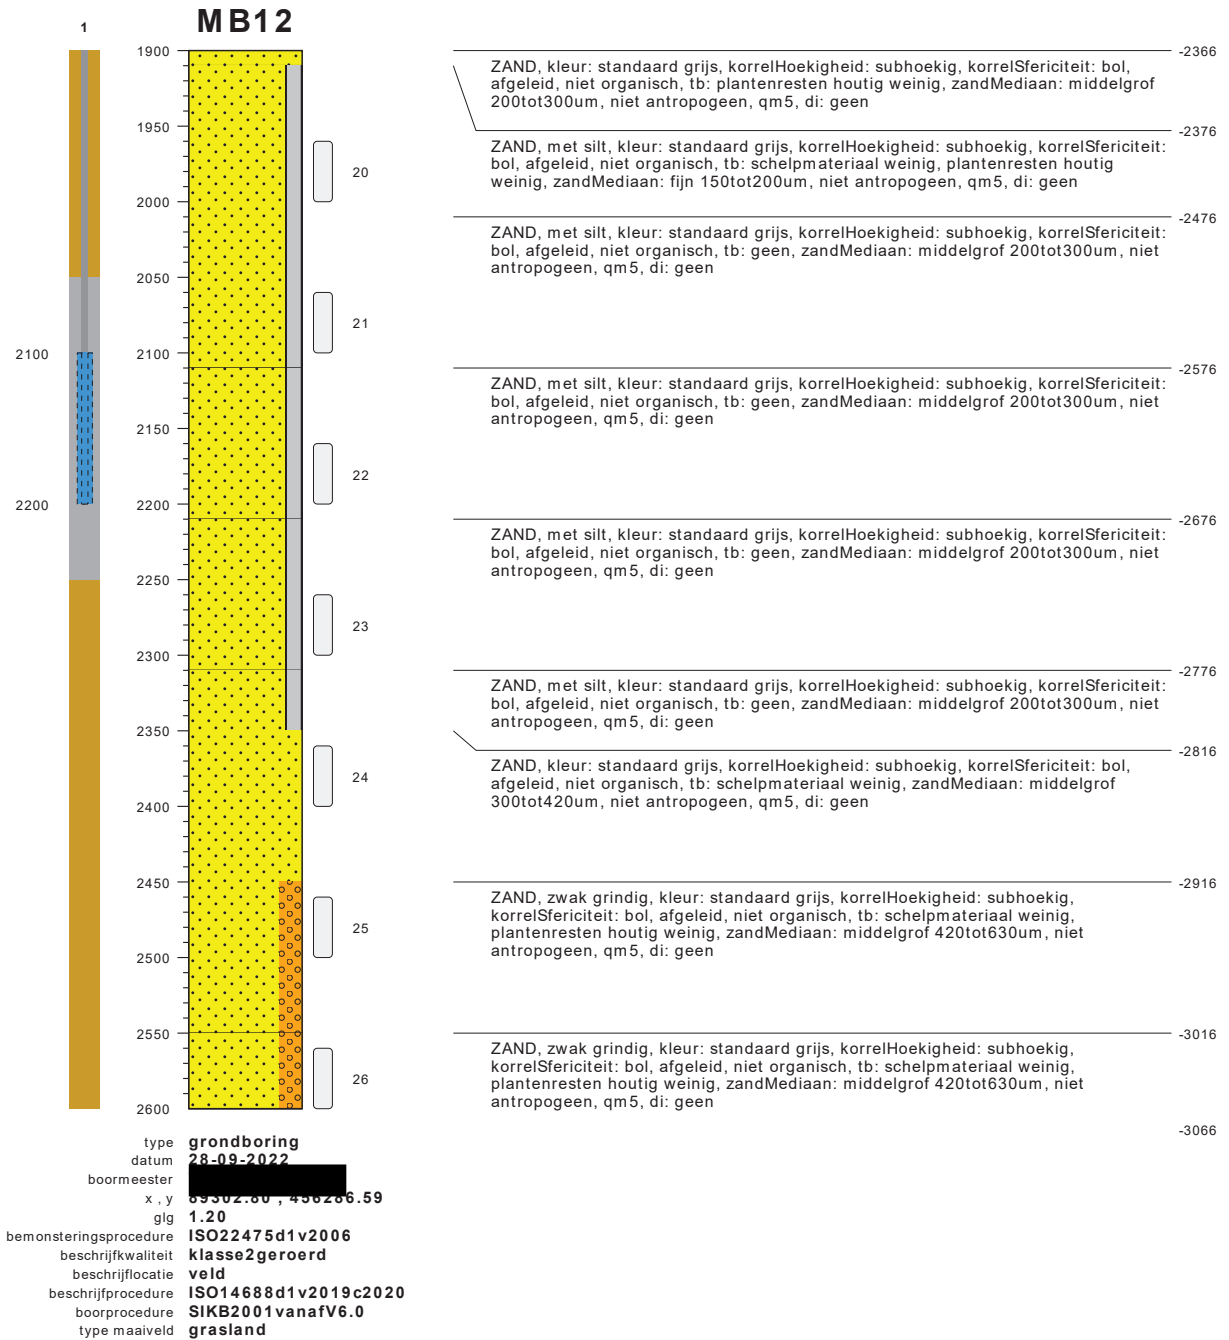 MB12
1
1900
1950
2000
2050
2100
2150
2200
2250
2300
2350
2400
2450
2500
2550
2600
2100
2200
20
21
22
23
24
25
26
-2366
ZAND, kleur: standaard grijs, korrelHoekigheid: subhoekig, korrelSfericiteit: bol,
afgeleid, niet organisch, tb: plantenresten houtig weinig, zandMediaan: middelgrof
200tot300um, niet antropogeen, qm5, di: geen
-2376
ZAND, met silt, kleur: standaard grijs, korrelHoekigheid: subhoekig, korrelSfericiteit:
bol, afgeleid, niet organisch, tb: schelpmateriaal weinig, plantenresten houtig
weinig, zandMediaan: fijn 150tot200um, niet antropogeen, qm5, di: geen
-2476
ZAND, met silt, kleur: standaard grijs, korrelHoekigheid: subhoekig, korrelSfericiteit:
bol, afgeleid, niet organisch, tb: geen, zandMediaan: middelgrof 200tot300um, niet
antropogeen, qm5, di: geen
-2576
ZAND, met silt, kleur: standaard grijs, korrelHoekigheid: subhoekig, korrelSfericiteit:
bol, afgeleid, niet organisch, tb: geen, zandMediaan: middelgrof 200tot300um, niet
antropogeen, qm5, di: geen
-2676
ZAND, met silt, kleur: standaard grijs, korrelHoekigheid: subhoekig, korrelSfericiteit:
bol, afgeleid, niet organisch, tb: geen, zandMediaan: middelgrof 200tot300um, niet
antropogeen, qm5, di: geen
-2776
ZAND, met silt, kleur: standaard grijs, korrelHoekigheid: subhoekig, korrelSfericiteit:
bol, afgeleid, niet organisch, tb: geen, zandMediaan: middelgrof 200tot300um, niet
antropogeen, qm5, di: geen
-2816
ZAND, kleur: standaard grijs, korrelHoekigheid: subhoekig, korrelSfericiteit: bol,
afgeleid, niet organisch, tb: schelpmateriaal weinig, zandMediaan: middelgrof
300tot420um, niet antropogeen, qm5, di: geen
-2916
ZAND, zwak grindig, kleur: standaard grijs, korrelHoekigheid: subhoekig,
korrelSfericiteit: bol, afgeleid, niet organisch, tb: schelpmateriaal weinig,
plantenresten houtig weinig, zandMediaan: middelgrof 420tot630um, niet
antropogeen, qm5, di: geen
-3016
ZAND, zwak grindig, kleur: standaard grijs, korrelHoekigheid: subhoekig,
korrelSfericiteit: bol, afgeleid, niet organisch, tb: schelpmateriaal weinig,
plantenresten houtig weinig, zandMediaan: middelgrof 420tot630um, niet
antropogeen, qm5, di: geen
-3066
type grondboring
datum 28-09-2022
boormeester
x , y 89302.80 , 456286.59
glg 1.20
bemonsteringsprocedure ISO22475d1v2006
beschrijfkwaliteit klasse2geroerd
beschrijflocatie veld
beschrijfprocedure ISO14688d1v2019c2020
boorprocedure SIKB2001vanafV6.0
type maaiveld grasland